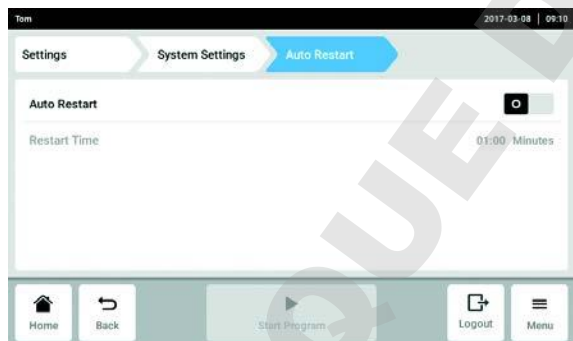 Tom 2017-03-08 | 09:10
Settings System Settings Auto Restart
Auto Restart O
Restart Time 01:00 Minutes
Home Back Start Program Logout Menu
QUE